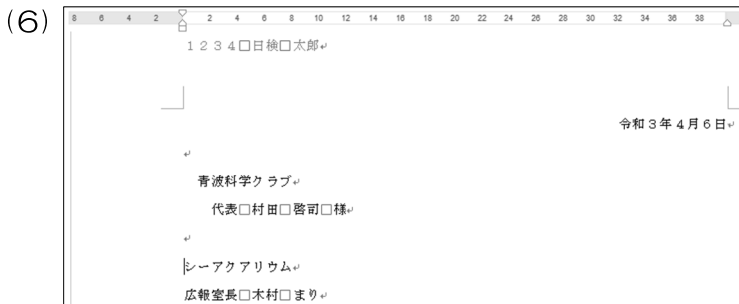 (6)
8 6 4 2 2 4 6 8 10 12 14 16 18 20 22 24 26 28 30 32 34 36 38
1234□日検□太郎↵
令和3年4月6日↵
↵
青波科学クラブ↵
代表□村田□啓司□様↵
↵
シーアクアリウム↵
広報室長□木村□まり↵